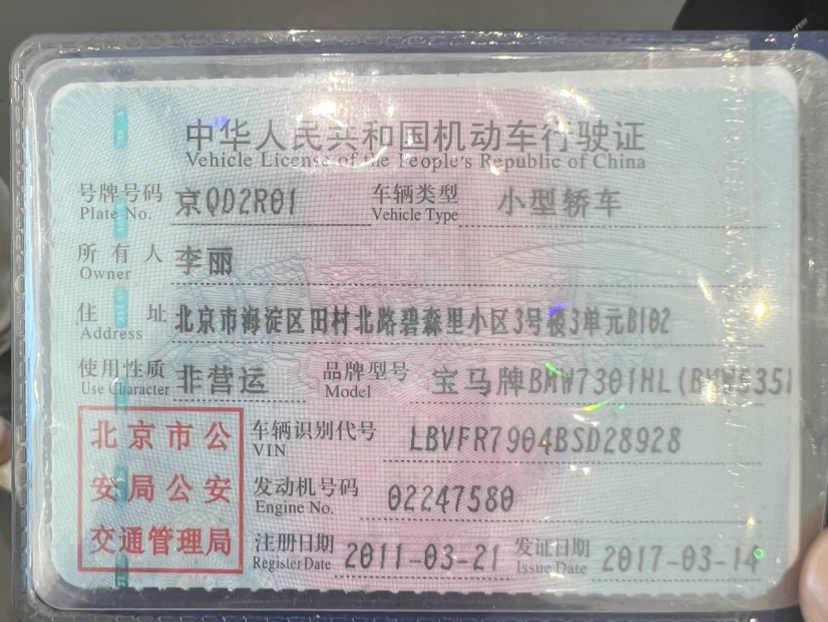 中华人民共和国机动车行驶证
Vehicle License of the People's Republic of China
号牌号码 京QD2R01 车辆类型 小型轿车
Plate No. Vehicle Type
所有人 李丽
Owner
住址 北京市海淀区田村北路碧森里小区3号楼3单元B102
Address
使用性质 非营运 品牌型号 宝马牌BMW7301HL(BMW535l
Use Character Model
北京市公安局公安交通管理局
车辆识别代号 LBVFR7904BSD28928
VIN
发动机号码 02247580
Engine No.
注册日期 2011-03-21 发证日期 2017-03-14
Register Date Issue Date